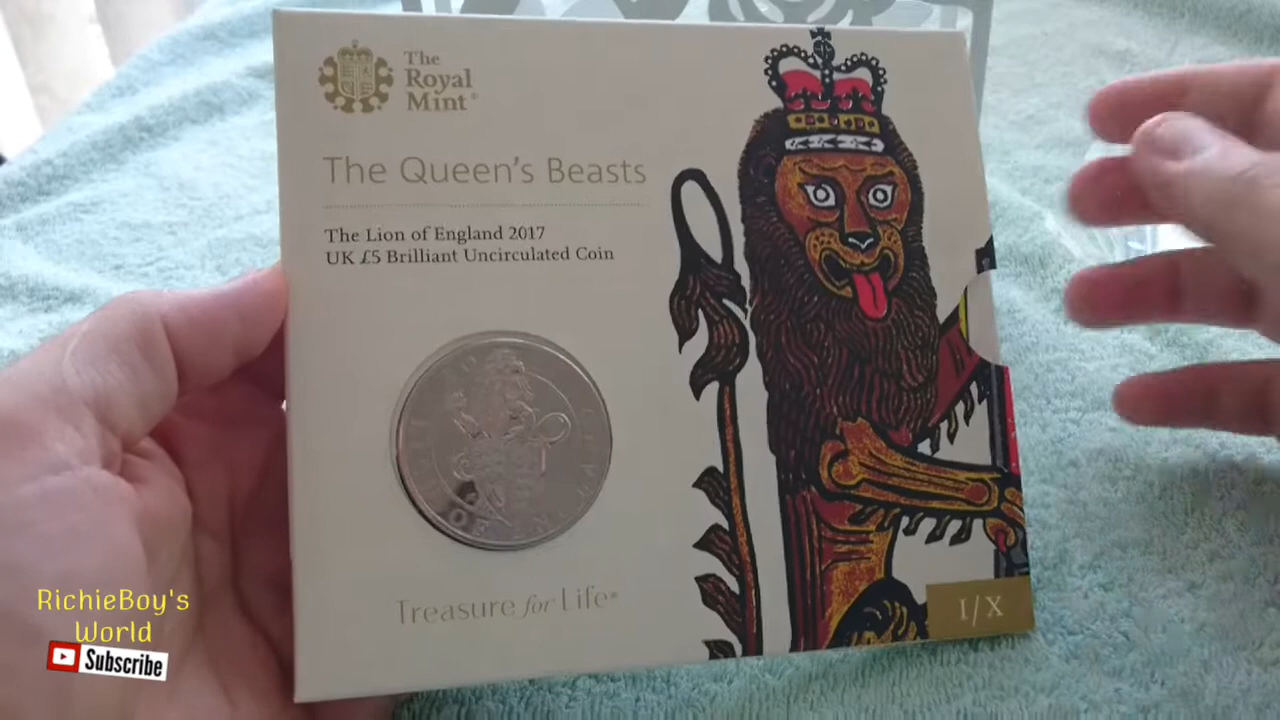 The
Royal
Mint®
The Queen's Beasts
The Lion of England 2017
UK £5 Brilliant Uncirculated Coin
Treasure for Life®
I/X
RichieBoy's
World
Subscribe